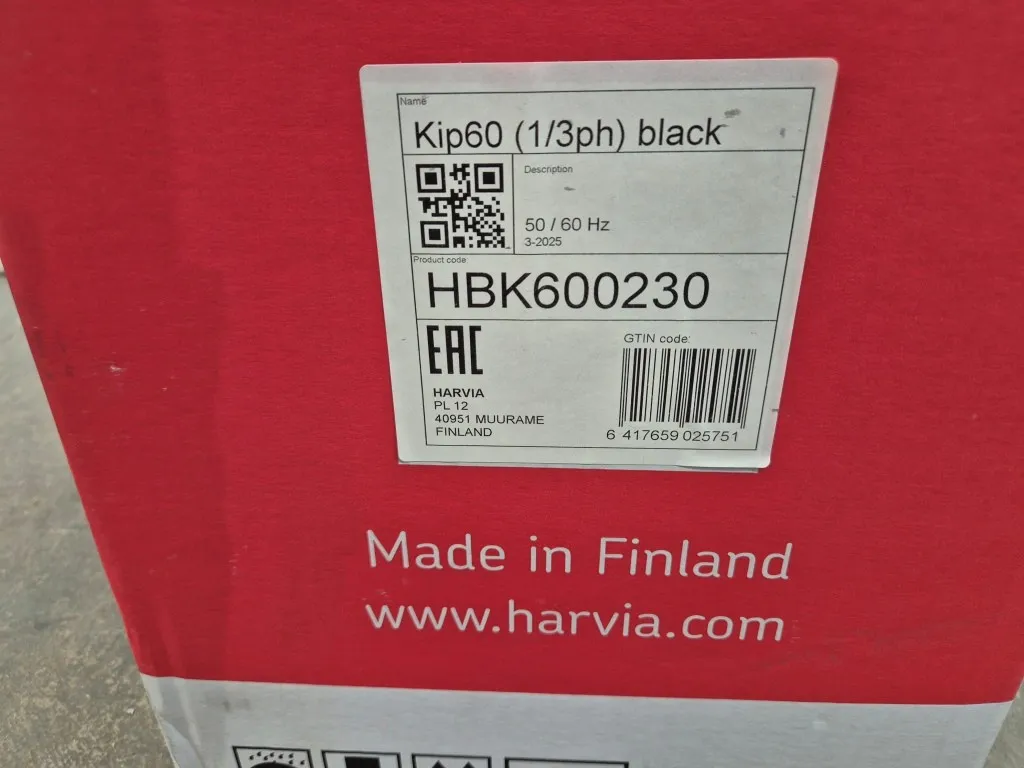 Name
Kip60 (1/3ph) black
Description
50 / 60 Hz
3-2025
Product code
HBK600230
EAC
GTIN code:
HARVIA
PL 12
40951 MUURAME
FINLAND
6 417659 025751
Made in Finland
www.harvia.com